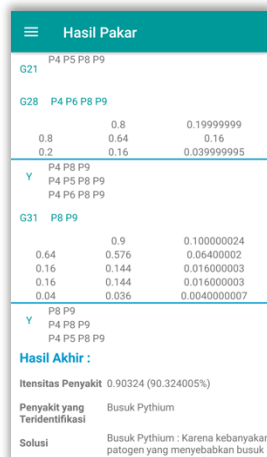 Hasil Pakar
P4 P5 P8 P9
G21
G28 P4 P6 P8 P9
0.8 0.19999999
0.8 0.64 0.16
0.2 0.16 0.039999995
P4 P8 P9
Y P4 P5 P8 P9
P4 P6 P8 P9
G31 P8 P9
0.9 0.100000024
0.64 0.576 0.06400002
0.16 0.144 0.016000003
0.16 0.144 0.016000003
0.04 0.036 0.0040000007
P8 P9
Y P4 P8 P9
P4 P5 P8 P9
Hasil Akhir :
Itensitas Penyakit 0.90324 (90.324005%)
Penyakit yang Busuk Pythium
Teridentifikasi
Solusi Busuk Pythium : Karena kebanyakan
patogen yang menyebabkan busuk